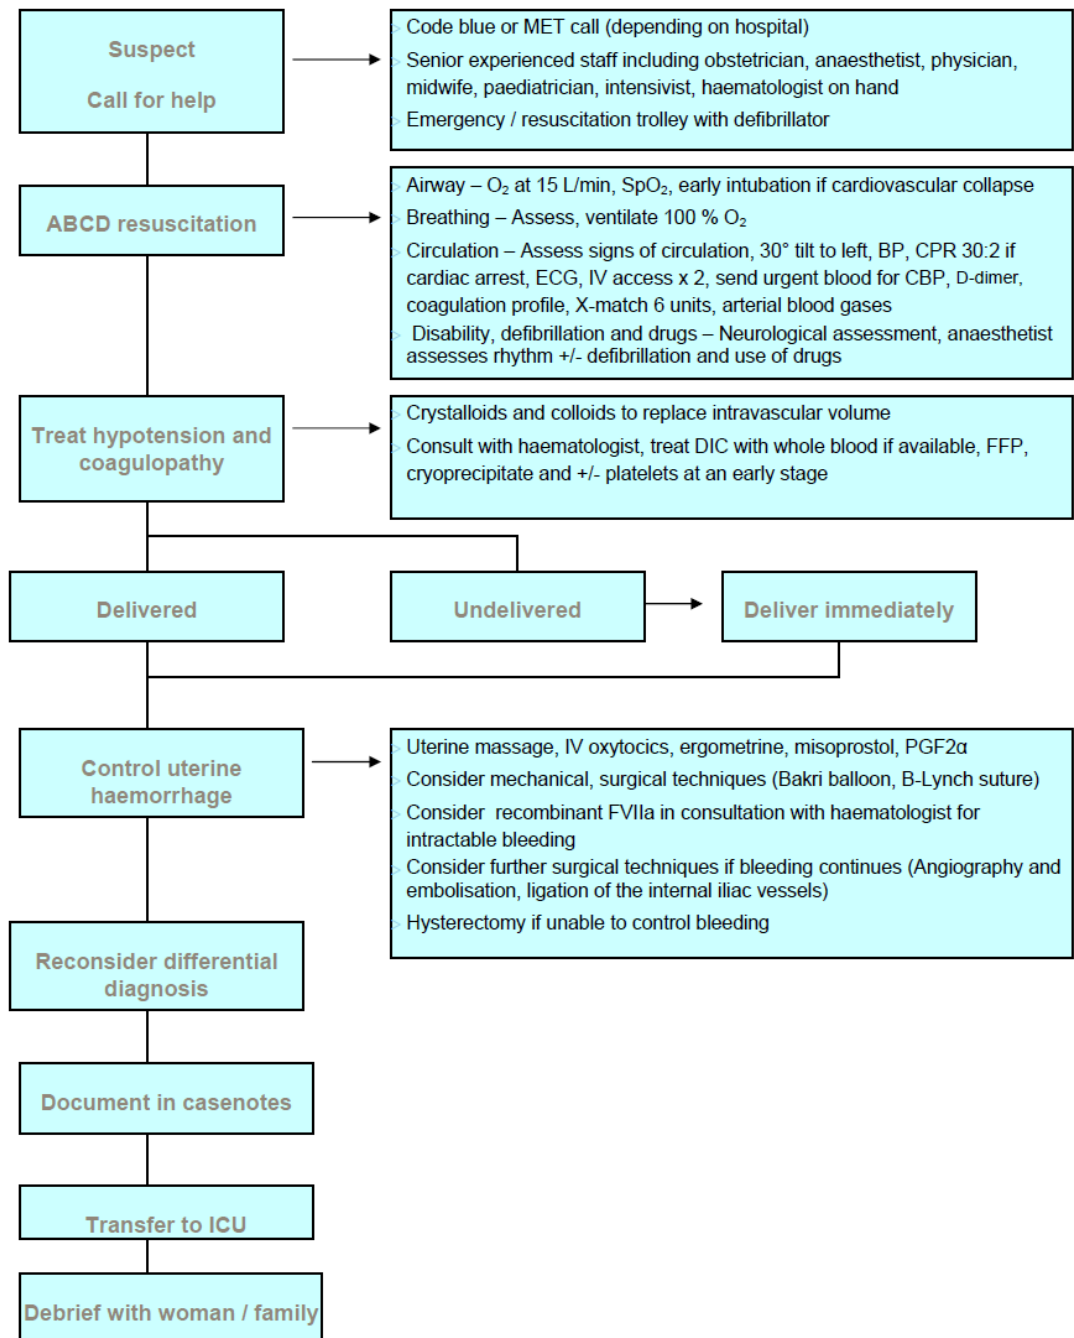 Suspect
Call for help
Code blue or MET call (depending on hospital)
Senior experienced staff including obstetrician, anaesthetist, physician,
midwife, paediatrician, intensivist, haematologist on hand
Emergency / resuscitation trolley with defibrillator
ABCD resuscitation
Airway – O₂ at 15 L/min, SpO₂, early intubation if cardiovascular collapse
Breathing – Assess, ventilate 100 % O₂
Circulation – Assess signs of circulation, 30° tilt to left, BP, CPR 30:2 if
cardiac arrest, ECG, IV access x 2, send urgent blood for CBP, D-dimer,
coagulation profile, X-match 6 units, arterial blood gases
Disability, defibrillation and drugs – Neurological assessment, anaesthetist
assesses rhythm +/- defibrillation and use of drugs
Treat hypotension and
coagulopathy
Crystalloids and colloids to replace intravascular volume
Consult with haematologist, treat DIC with whole blood if available, FFP,
cryoprecipitate and +/- platelets at an early stage
Delivered
Undelivered
Deliver immediately
Control uterine
haemorrhage
Uterine massage, IV oxytocics, ergometrine, misoprostol, PGF2α
Consider mechanical, surgical techniques (Bakri balloon, B-Lynch suture)
Consider recombinant FVIIa in consultation with haematologist for
intractable bleeding
Consider further surgical techniques if bleeding continues (Angiography and
embolisation, ligation of the internal iliac vessels)
Hysterectomy if unable to control bleeding
Reconsider differential
diagnosis
Document in casenotes
Transfer to ICU
Debrief with woman / family